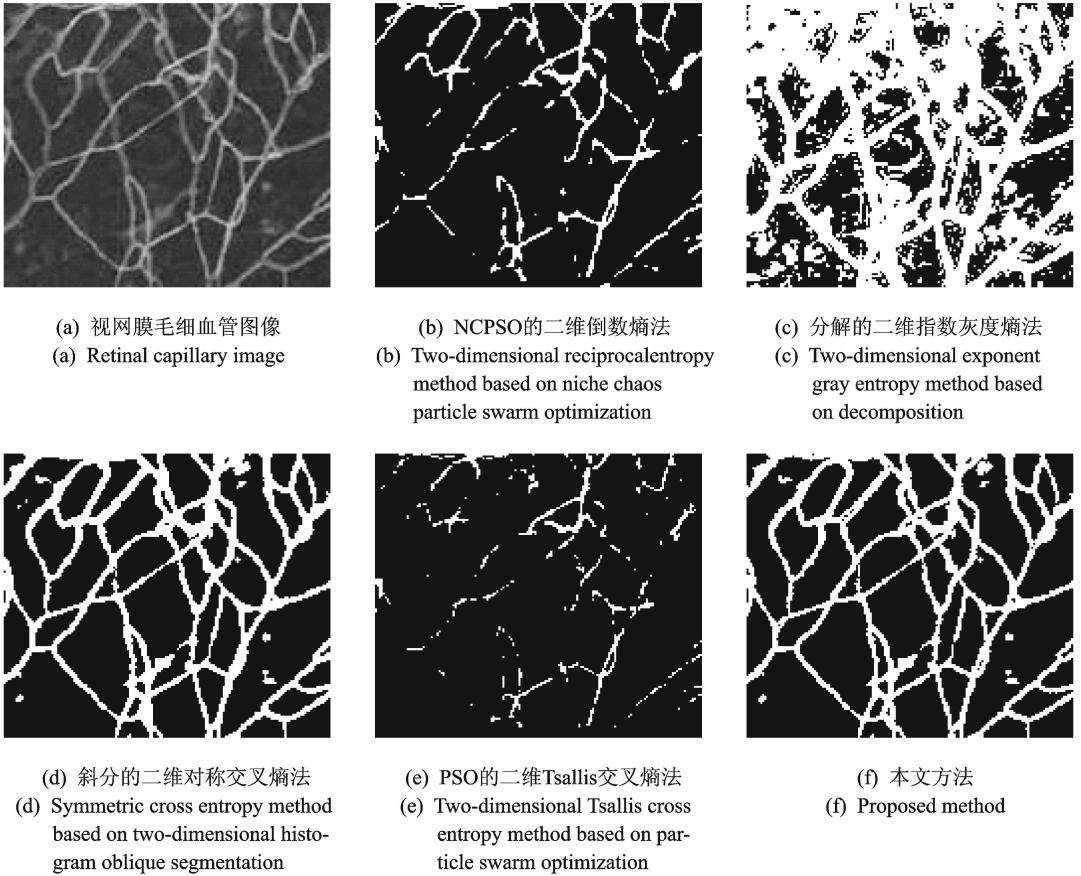 (a) 视网膜毛细血管图像
(a) Retinal capillary image
(b) NCPSO的二维倒数熵法
(b) Two-dimensional reciprocalentropy
method based on niche chaos
particle swarm optimization
(c) 分解的二维指数灰度熵法
(c) Two-dimensional exponent
gray entropy method based
on decomposition
(d) 斜分的二维对称交叉熵法
(d) Symmetric cross entropy method
based on two-dimensional histo-
gram oblique segmentation
(e) PSO的二维Tsallis交叉熵法
(e) Two-dimensional Tsallis cross
entropy method based on par-
ticle swarm optimization
(f) 本文方法
(f) Proposed method